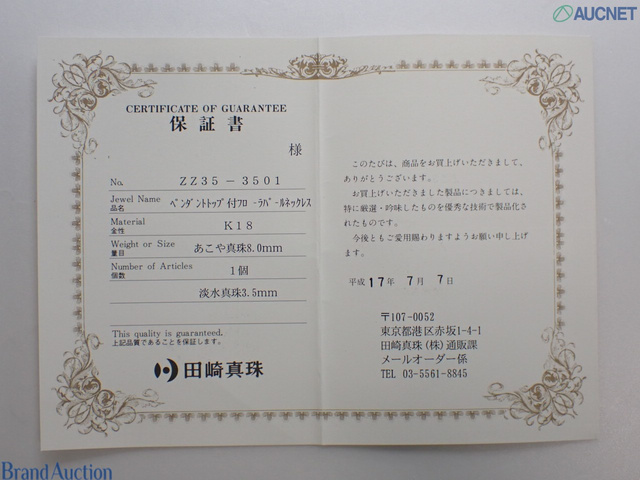 AUCNET
CERTIFICATE OF GUARANTEE
保証書
様
No. ZZ35-3501
Jewel Name
品名 ペンダントトップ付フローラパールネックレス
Material
金性 K18
Weight or Size
量目 あこや真珠8.0mm
Number of Articles
個数 1個
淡水真珠3.5mm
This quality is guaranteed.
上記品質であることを保証します。
田崎真珠
このたびは、商品をお買上げいただきまして、
ありがとうございます。
お買上げいただきました製品につきましては、
特に厳選・吟味したものを優秀な技術で製品化さ
れたものです。
今後ともご愛用賜わりますようお願い申し上げ
ます。
平成 17年 7月 7日
〒107-0052
東京都港区赤坂1-4-1
田崎真珠(株)通販課
メールオーダー係
TEL 03-5561-8845
Brand Auction